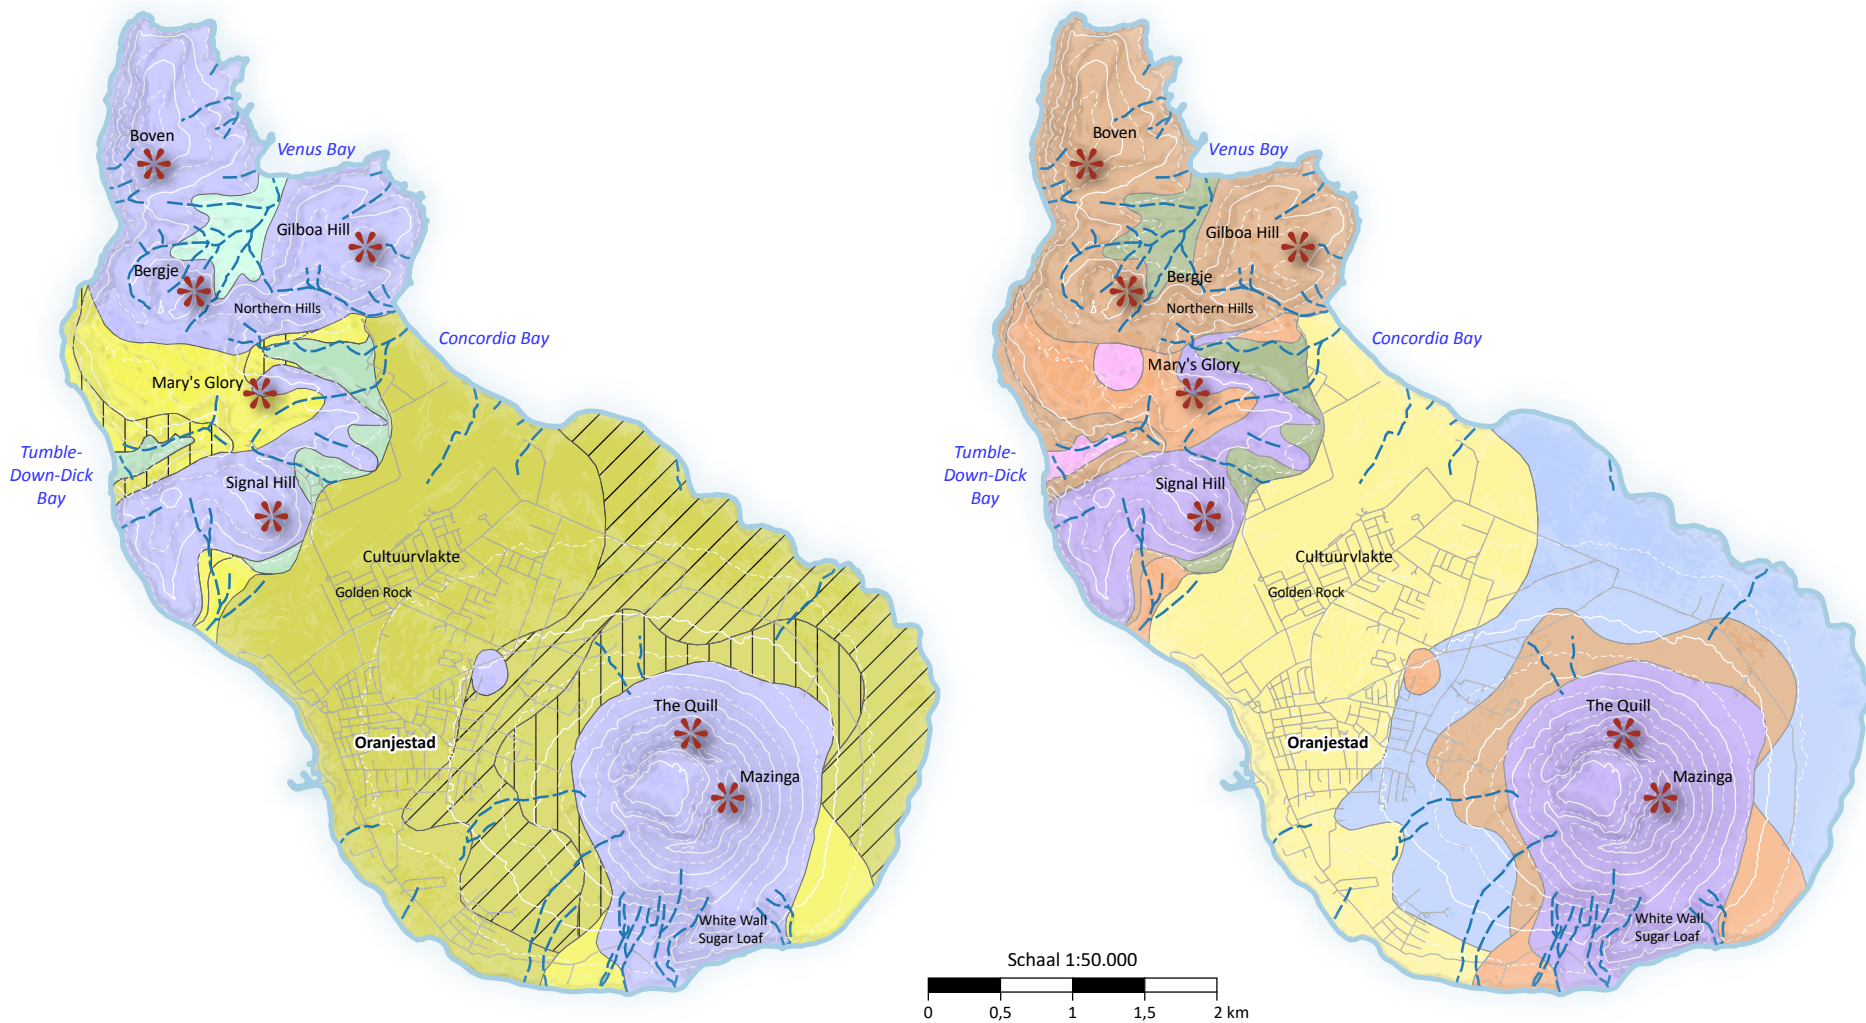 Boven
Venus Bay
Gilboa Hill
Bergje
Northern Hills
Concordia Bay
Mary's Glory
Tumble-
Down-Dick
Bay
Signal Hill
Cultuurvlakte
Golden Rock
The Quill
Oranjestad
Mazinga
White Wall
Sugar Loaf
Boven
Venus Bay
Gilboa Hill
Bergje
Northern Hills
Concordia Bay
Mary's Glory
Tumble-
Down-Dick
Bay
Signal Hill
Cultuurvlakte
Golden Rock
The Quill
Oranjestad
Mazinga
White Wall
Sugar Loaf
Schaal 1:50.000
0 0,5 1 1,5 2 km